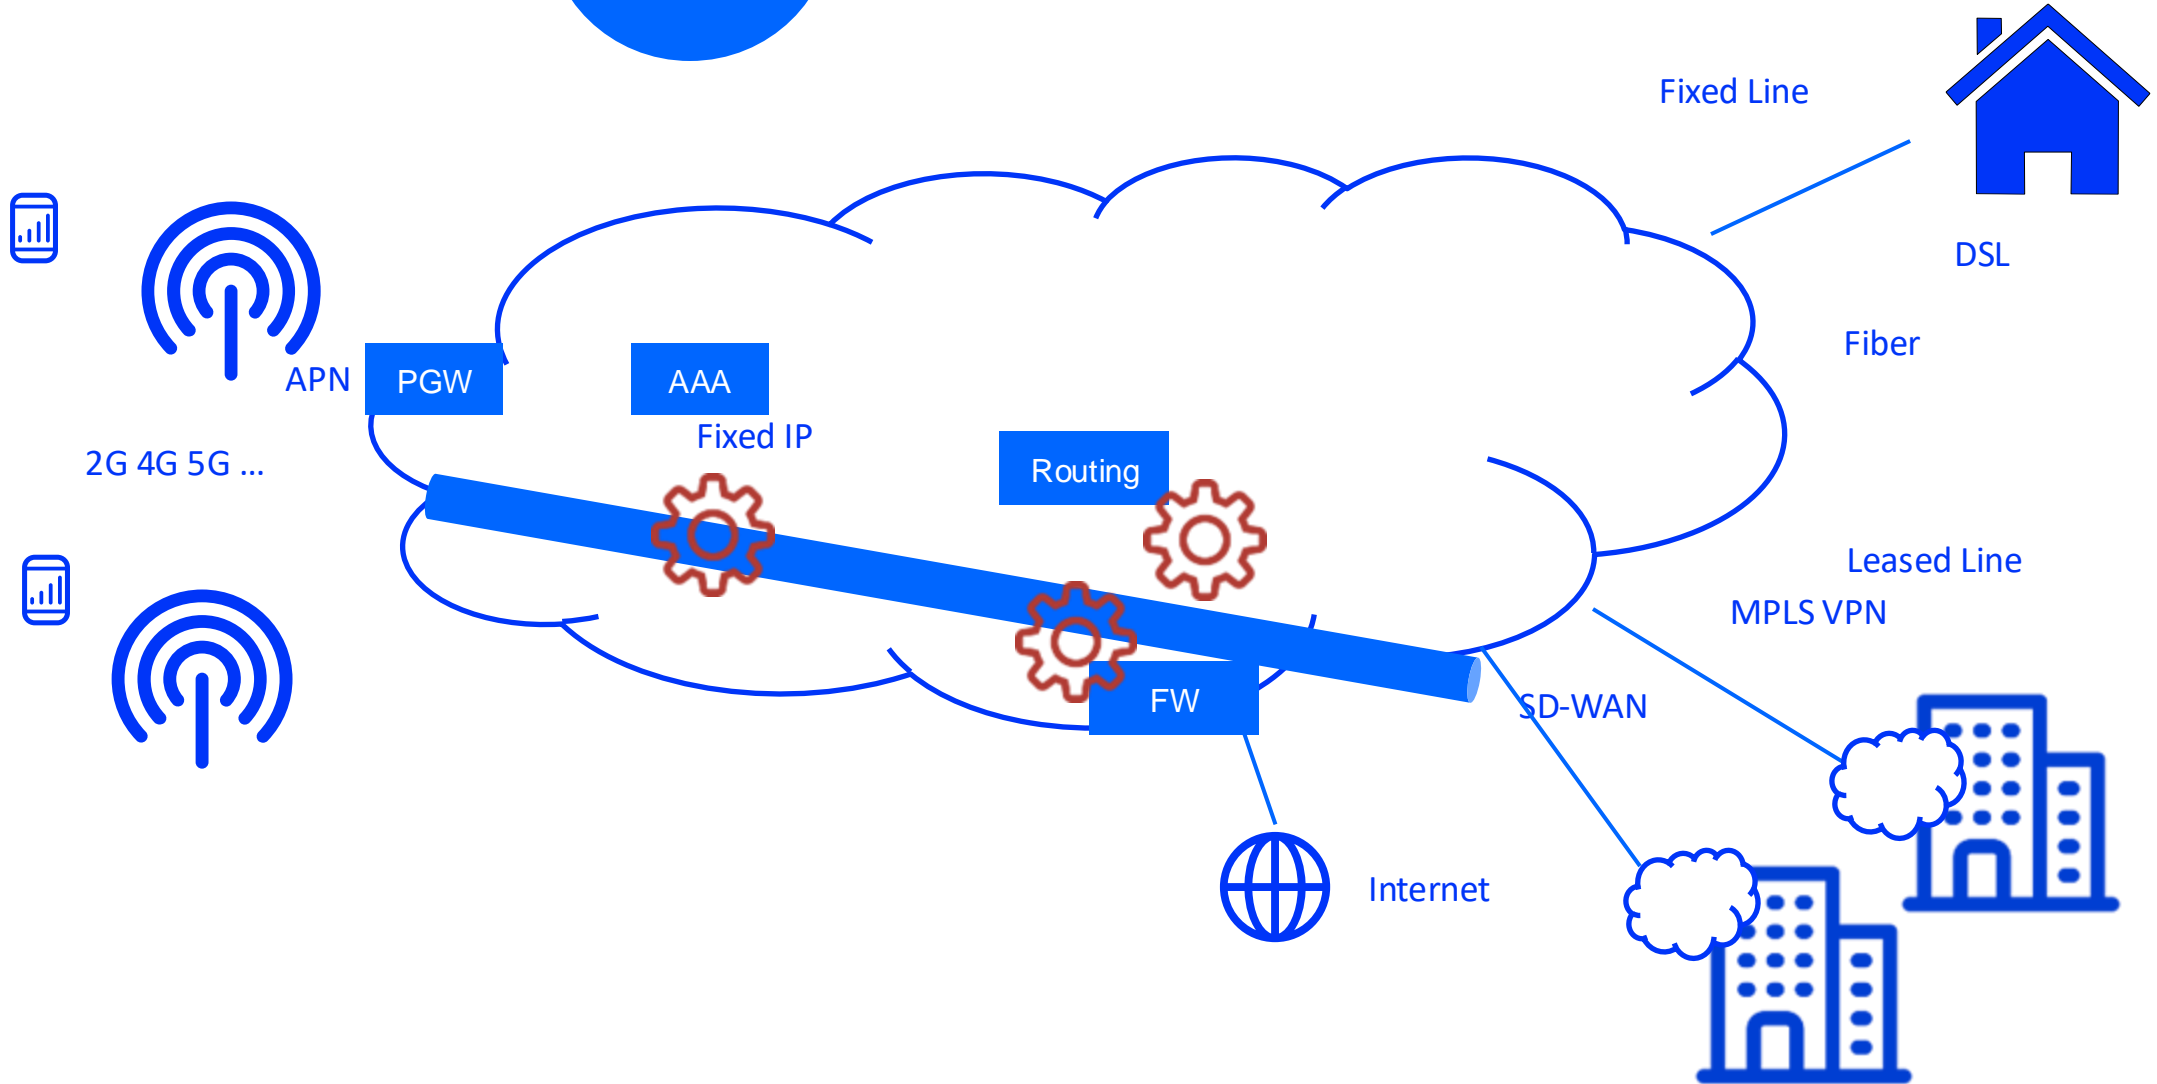 Fixed Line
DSL
Fiber
APN
PGW
AAA
Fixed IP
2G 4G 5G ...
Routing
Leased Line
MPLS VPN
FW
SD-WAN
Internet